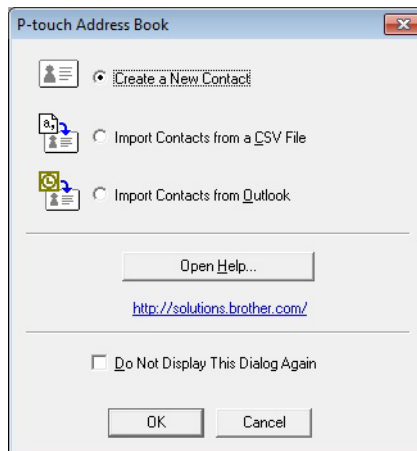 P-touch Address Book
Create a New Contact
a,
Import Contacts from a CSV File
Import Contacts from Outlook
Open Help...
http://solutions.brother.com/
Do Not Display This Dialog Again
OK
Cancel